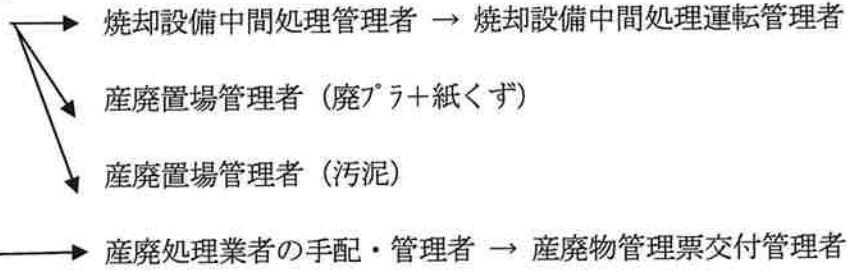 焼却設備中間処理管理者 → 焼却設備中間処理運転管理者
産廃置場管理者（廃プラ＋紙くず）
産廃置場管理者（汚泥）
産廃処理業者の手配・管理者 → 産廃物管理票交付管理者